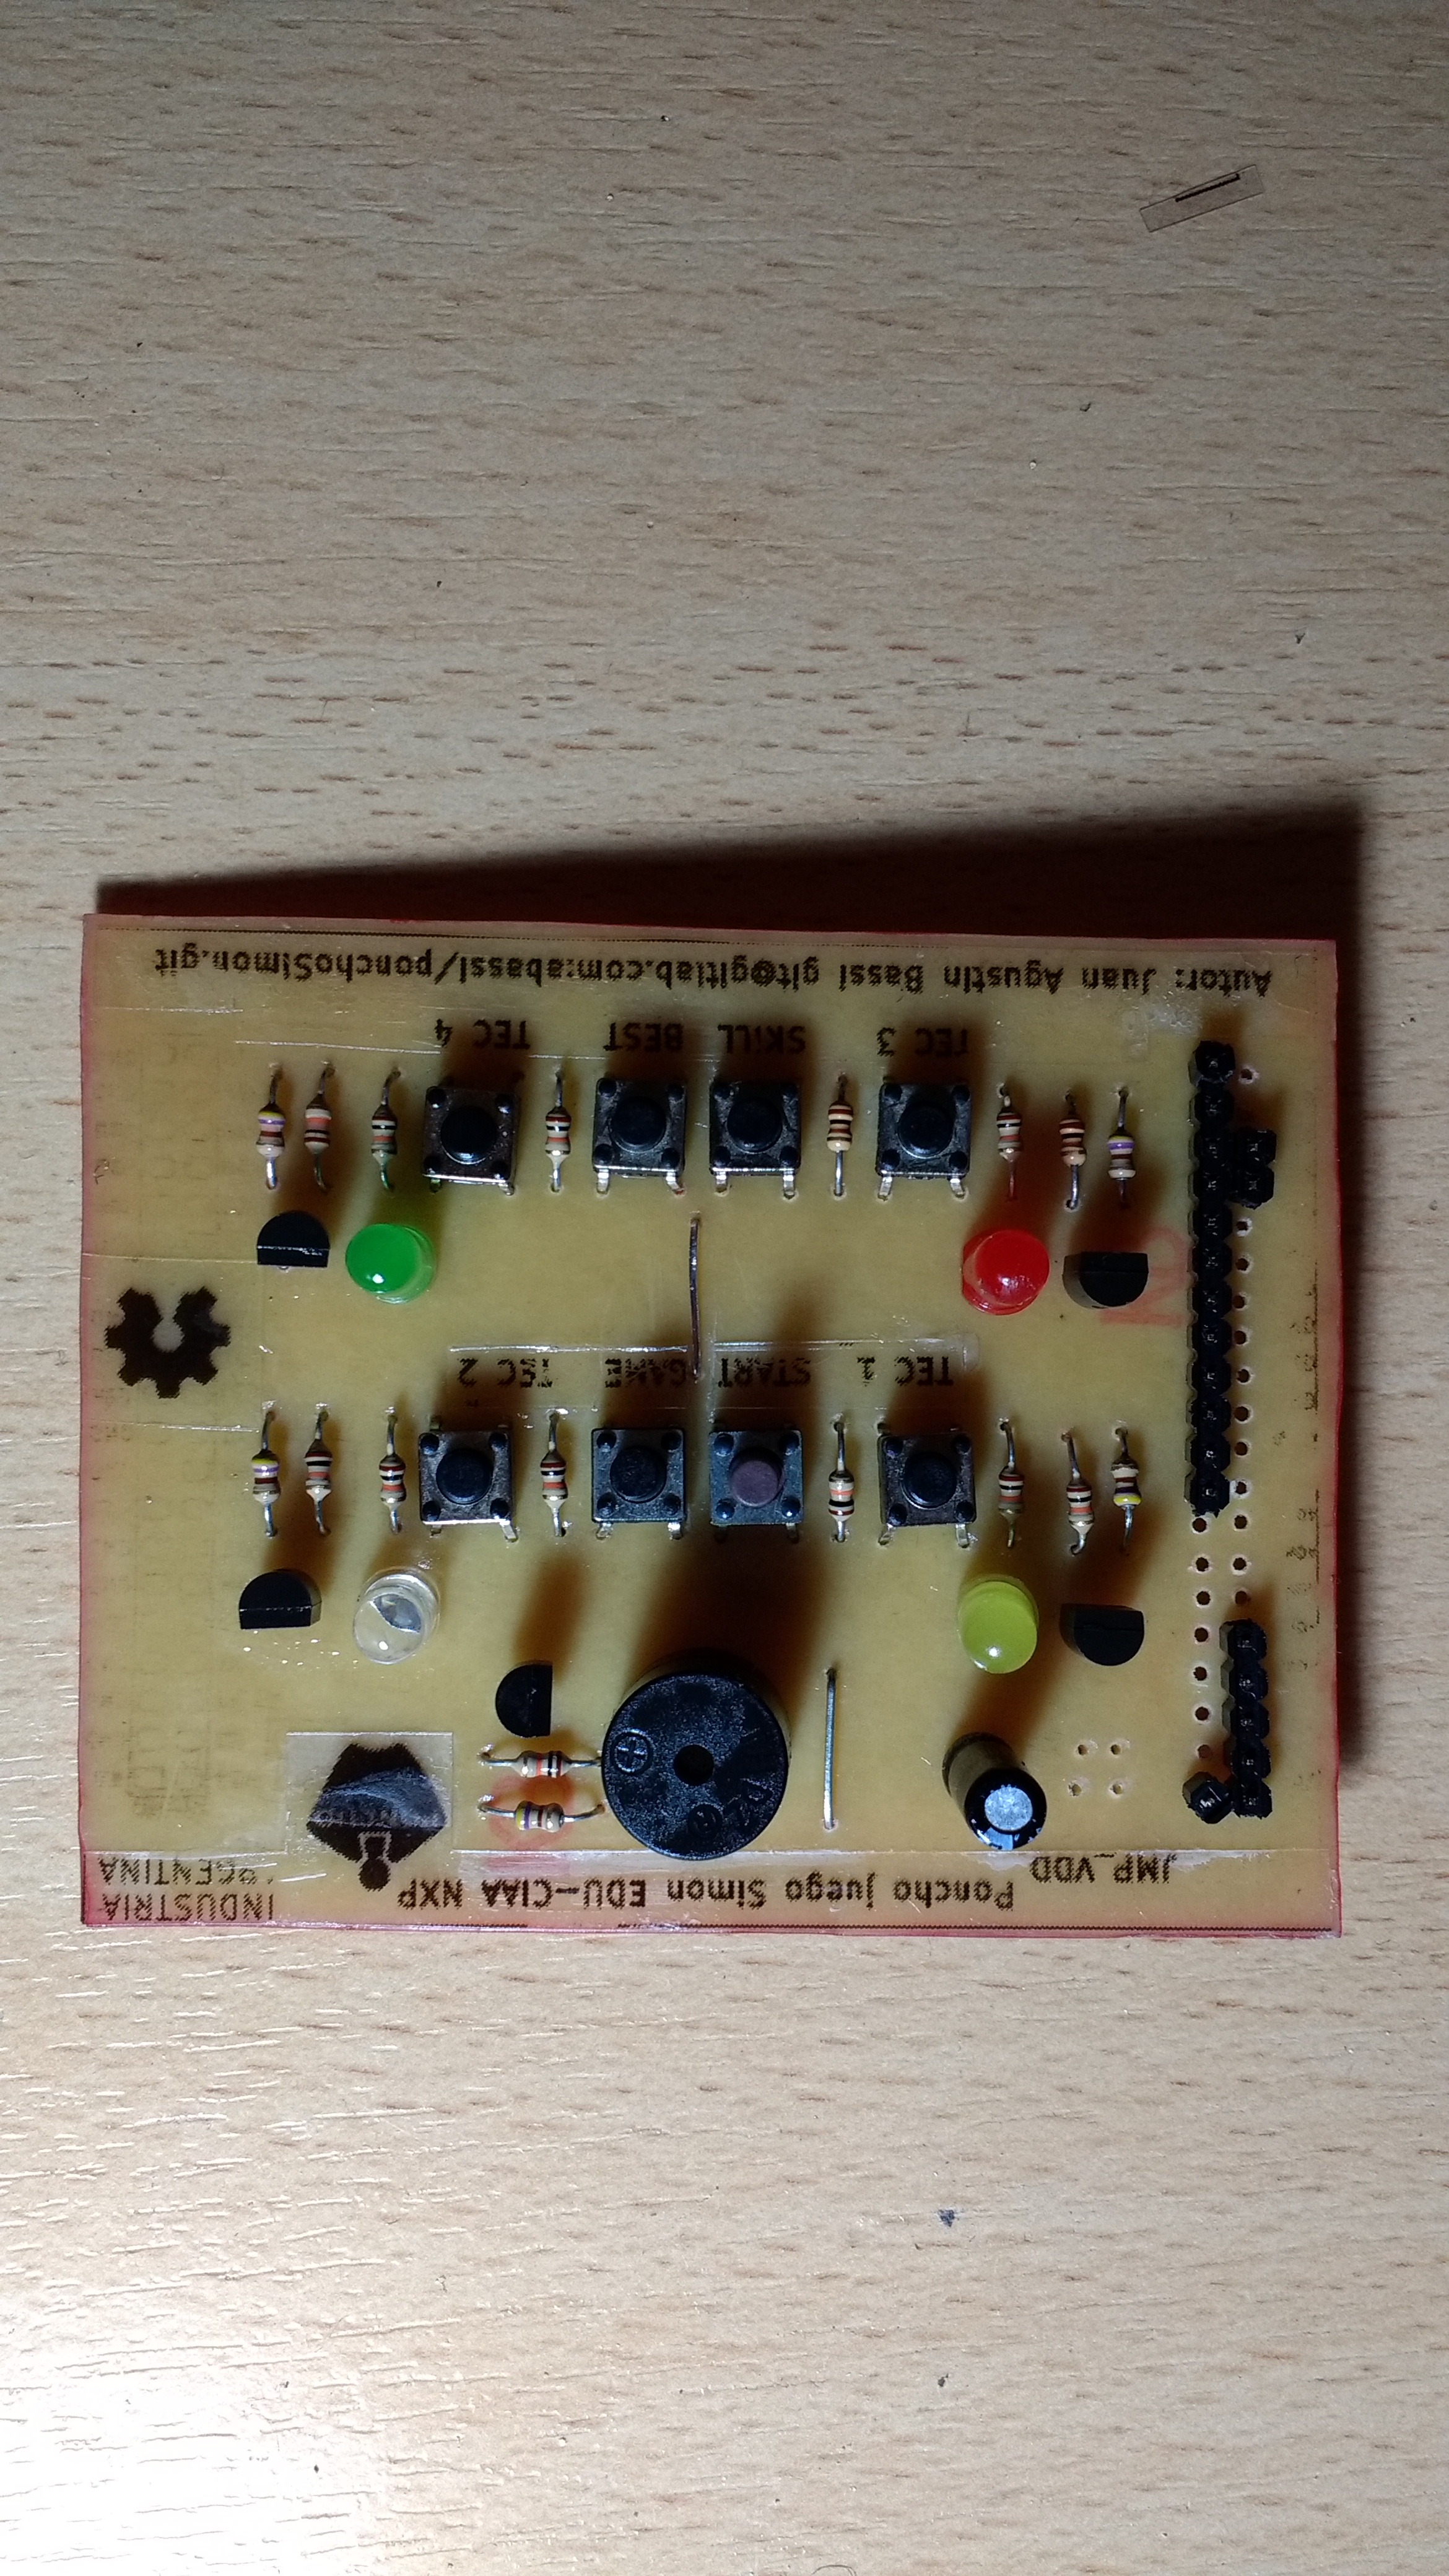 Poncho juego Simon EDU-CIAA NXP
INDUSTRIA
ARGENTINA
JMP_VDD
TEC 1
START GAME
TEC 2
TEC 3
SKILL
BEST
TEC 4
Autor: Juan Agustin Bassi git@gitlab.com:abassi/ponchoSimon.git